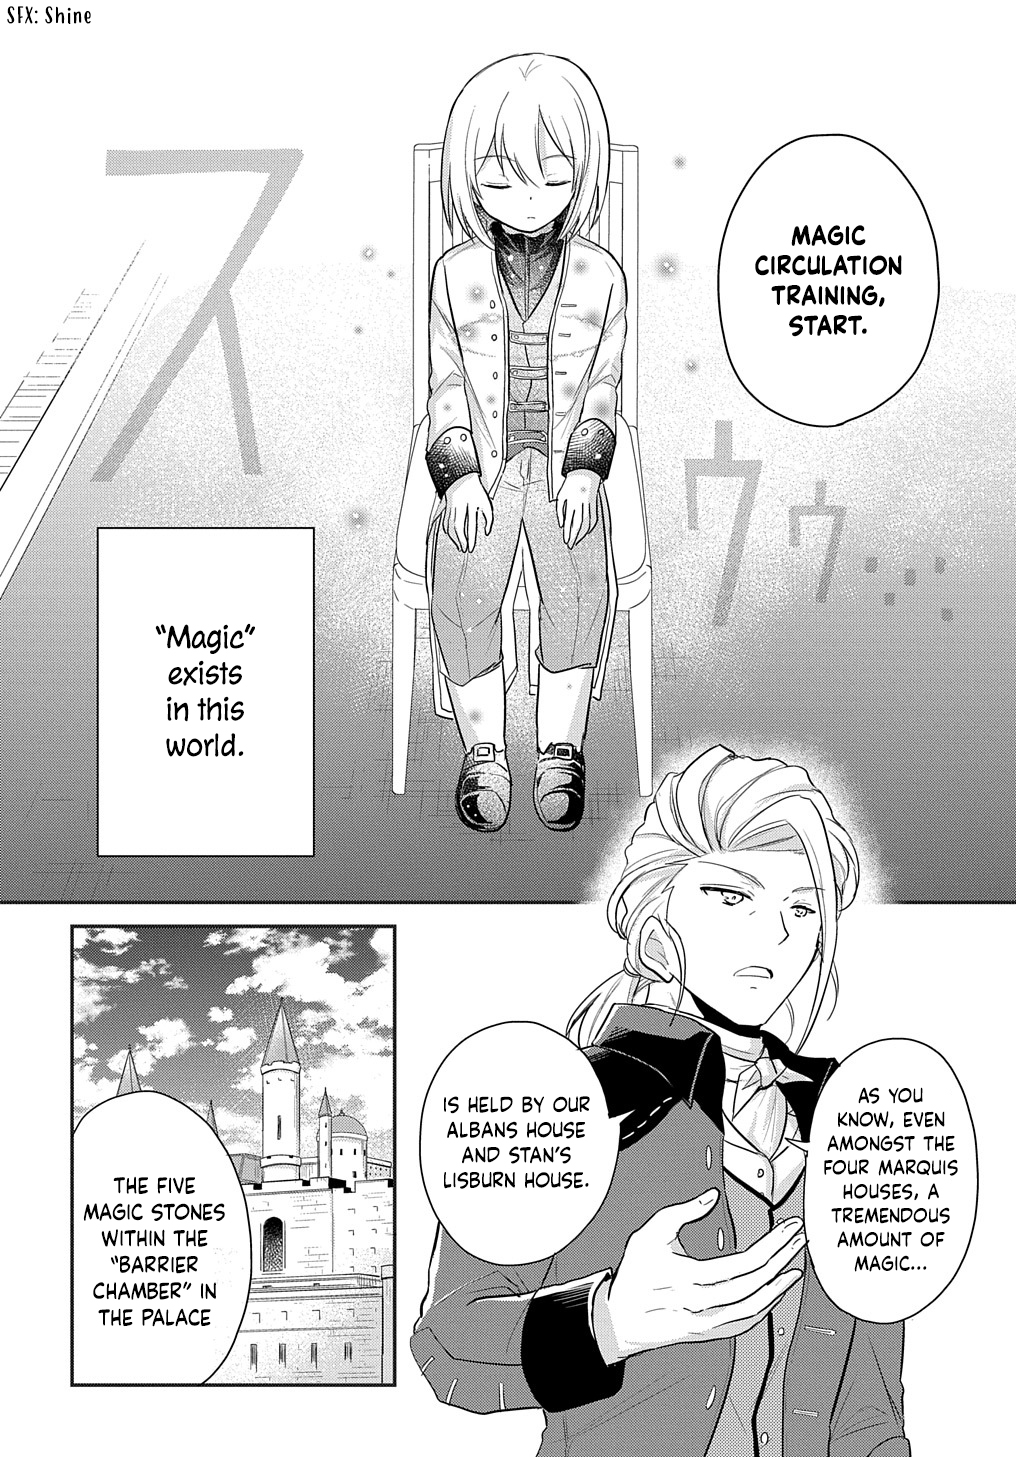 SFX: Shine
MAGIC
CIRCULATION
TRAINING,
START.
スウゥ...
"Magic"
exists
in this
world.
AS YOU
KNOW, EVEN
AMONGST THE
FOUR MARQUIS
HOUSES, A
TREMENDOUS
AMOUNT OF
MAGIC...
IS HELD BY OUR
ALBANS HOUSE
AND STAN'S
LISBURN HOUSE.
THE FIVE
MAGIC STONES
WITHIN THE
"BARRIER
CHAMBER" IN
THE PALACE